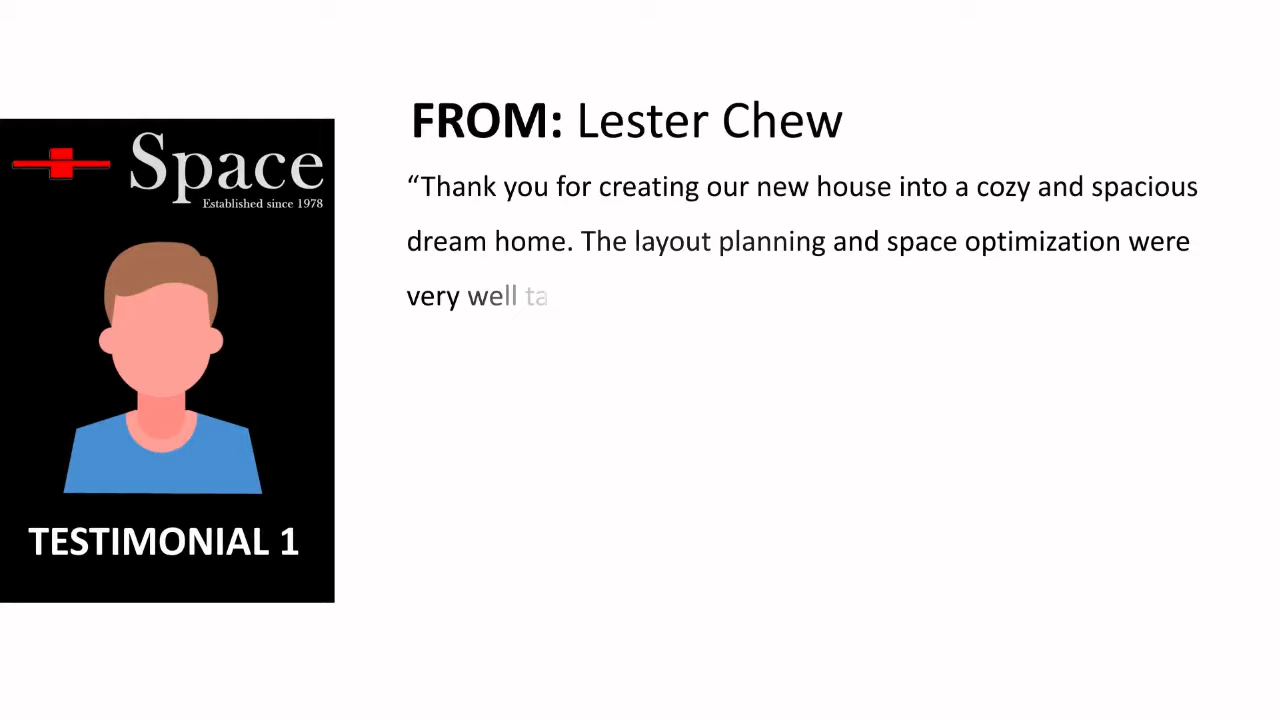 Space
Established since 1978
TESTIMONIAL 1
FROM: Lester Chew
“Thank you for creating our new house into a cozy and spacious
dream home. The layout planning and space optimization were
very well ta